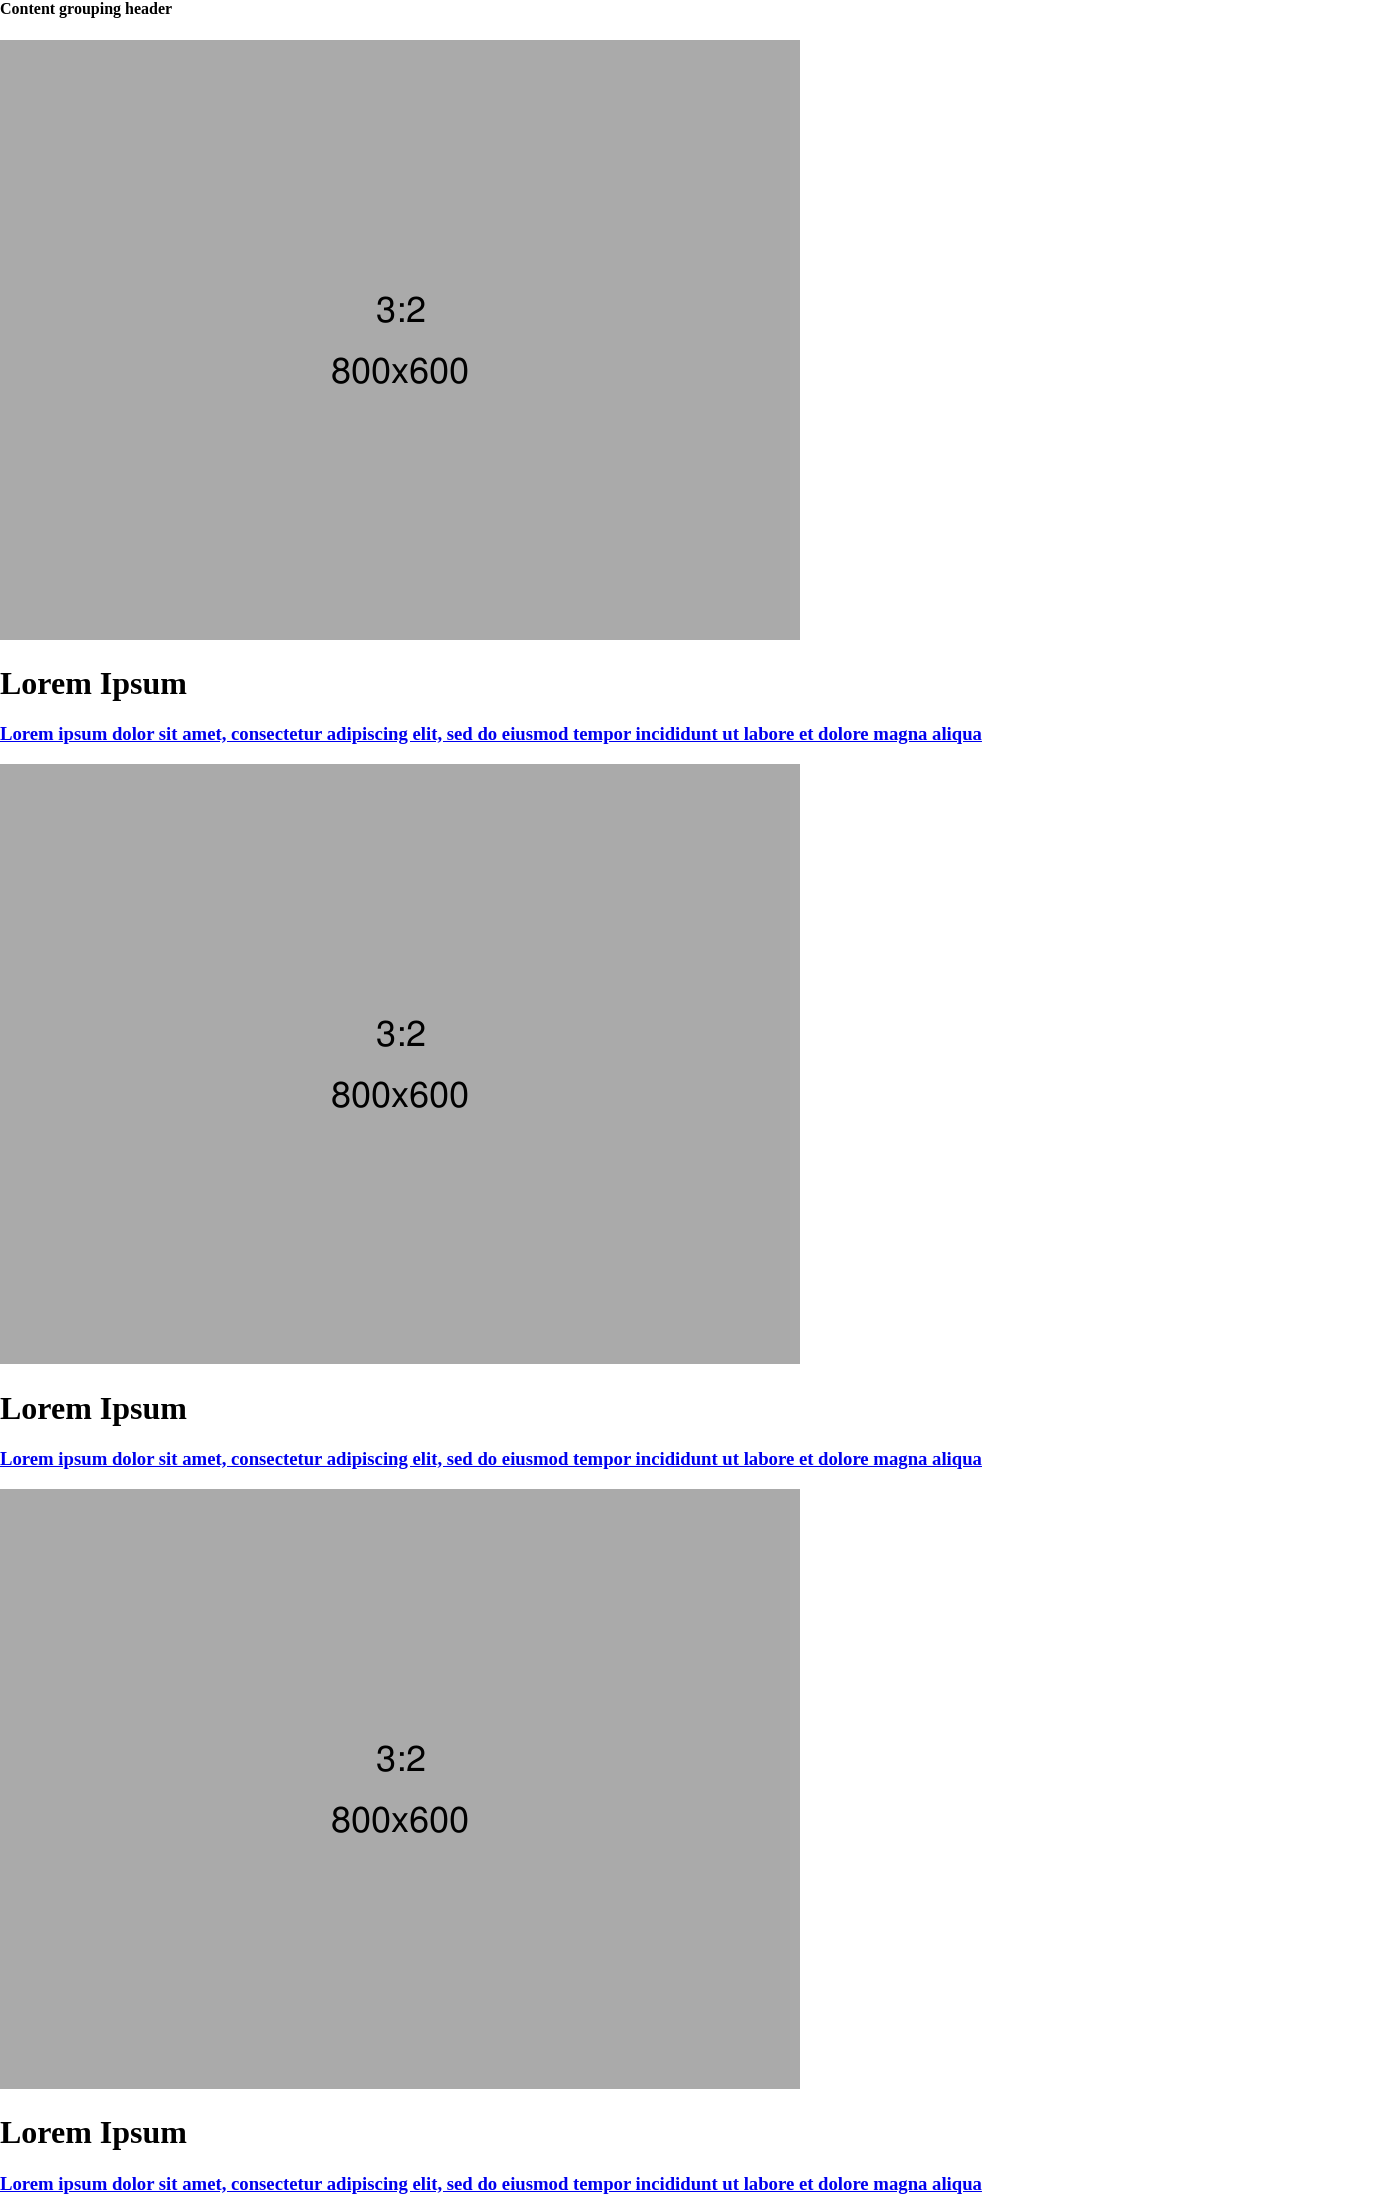 Content grouping header
3:2
800x600
Lorem Ipsum
Lorem ipsum dolor sit amet, consectetur adipiscing elit, sed do eiusmod tempor incididunt ut labore et dolore magna aliqua
3:2
800x600
Lorem Ipsum
Lorem ipsum dolor sit amet, consectetur adipiscing elit, sed do eiusmod tempor incididunt ut labore et dolore magna aliqua
3:2
800x600
Lorem Ipsum
Lorem ipsum dolor sit amet, consectetur adipiscing elit, sed do eiusmod tempor incididunt ut labore et dolore magna aliqua